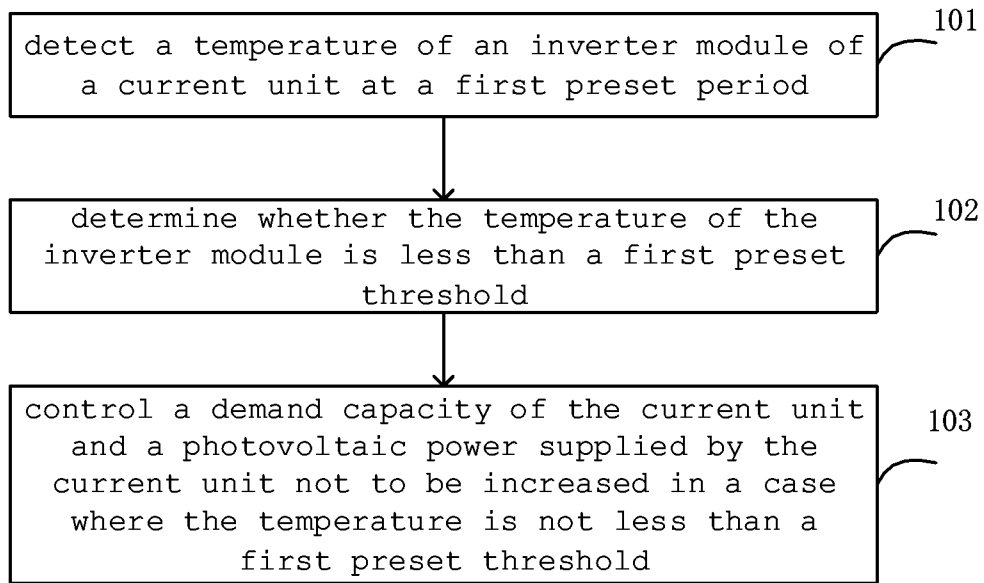 detect a temperature of an inverter module of
a current unit at a first preset period
101
determine whether the temperature of the
inverter module is less than a first preset
threshold
102
control a demand capacity of the current unit
and a photovoltaic power supplied by the
current unit not to be increased in a case
where the temperature is not less than a
first preset threshold
103